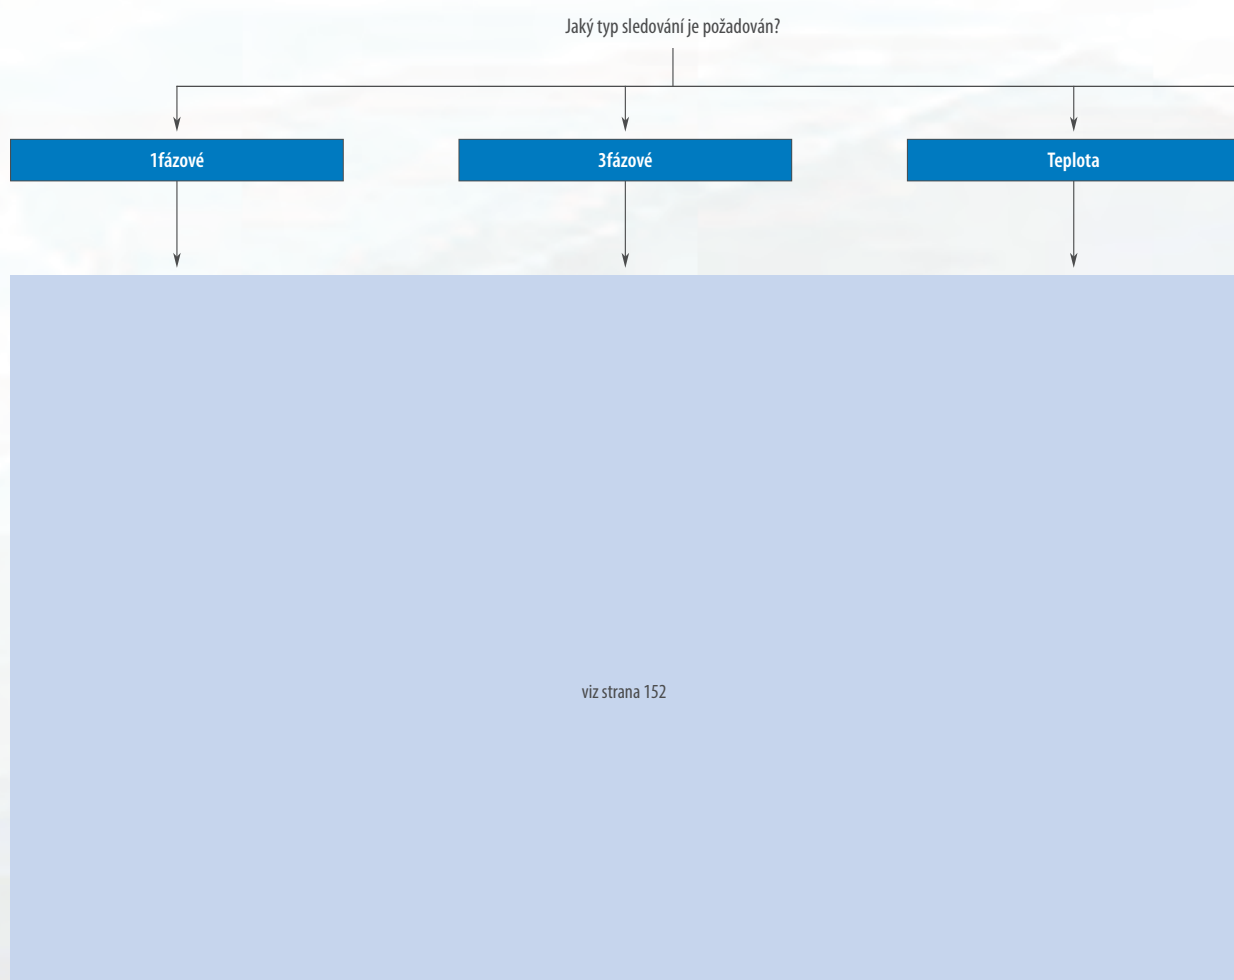 Jaký typ sledování je požadován?
1fázové
3fázové
Teplota
viz strana 152